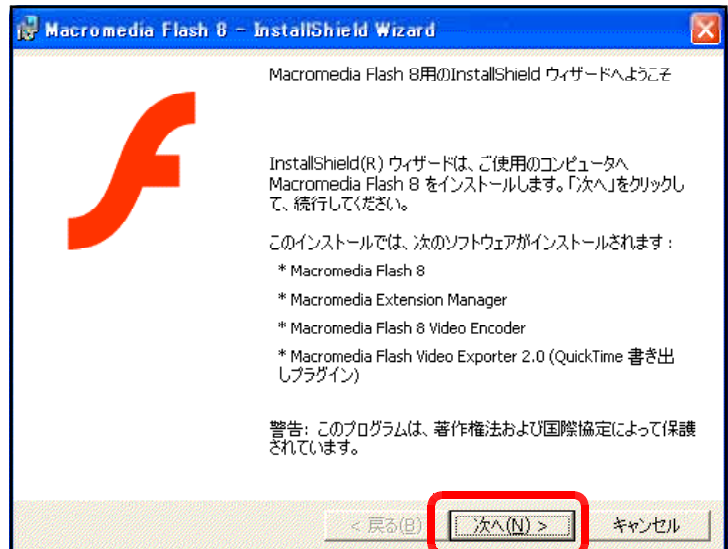 Macromedia Flash 8 - InstallShield Wizard
Macromedia Flash 8用のInstallShield ウィザードへようこそ
InstallShield(R) ウィザードは、ご使用のコンピュータへ
Macromedia Flash 8 をインストールします。「次へ」をクリックし
て、続行してください。
このインストールでは、次のソフトウェアがインストールされます :
* Macromedia Flash 8
* Macromedia Extension Manager
* Macromedia Flash 8 Video Encoder
* Macromedia Flash Video Exporter 2.0 (QuickTime 書き出
しプラグイン)
警告: このプログラムは、著作権法および国際協定によって保護
されています。
< 戻る(B) 次へ(N) > キャンセル